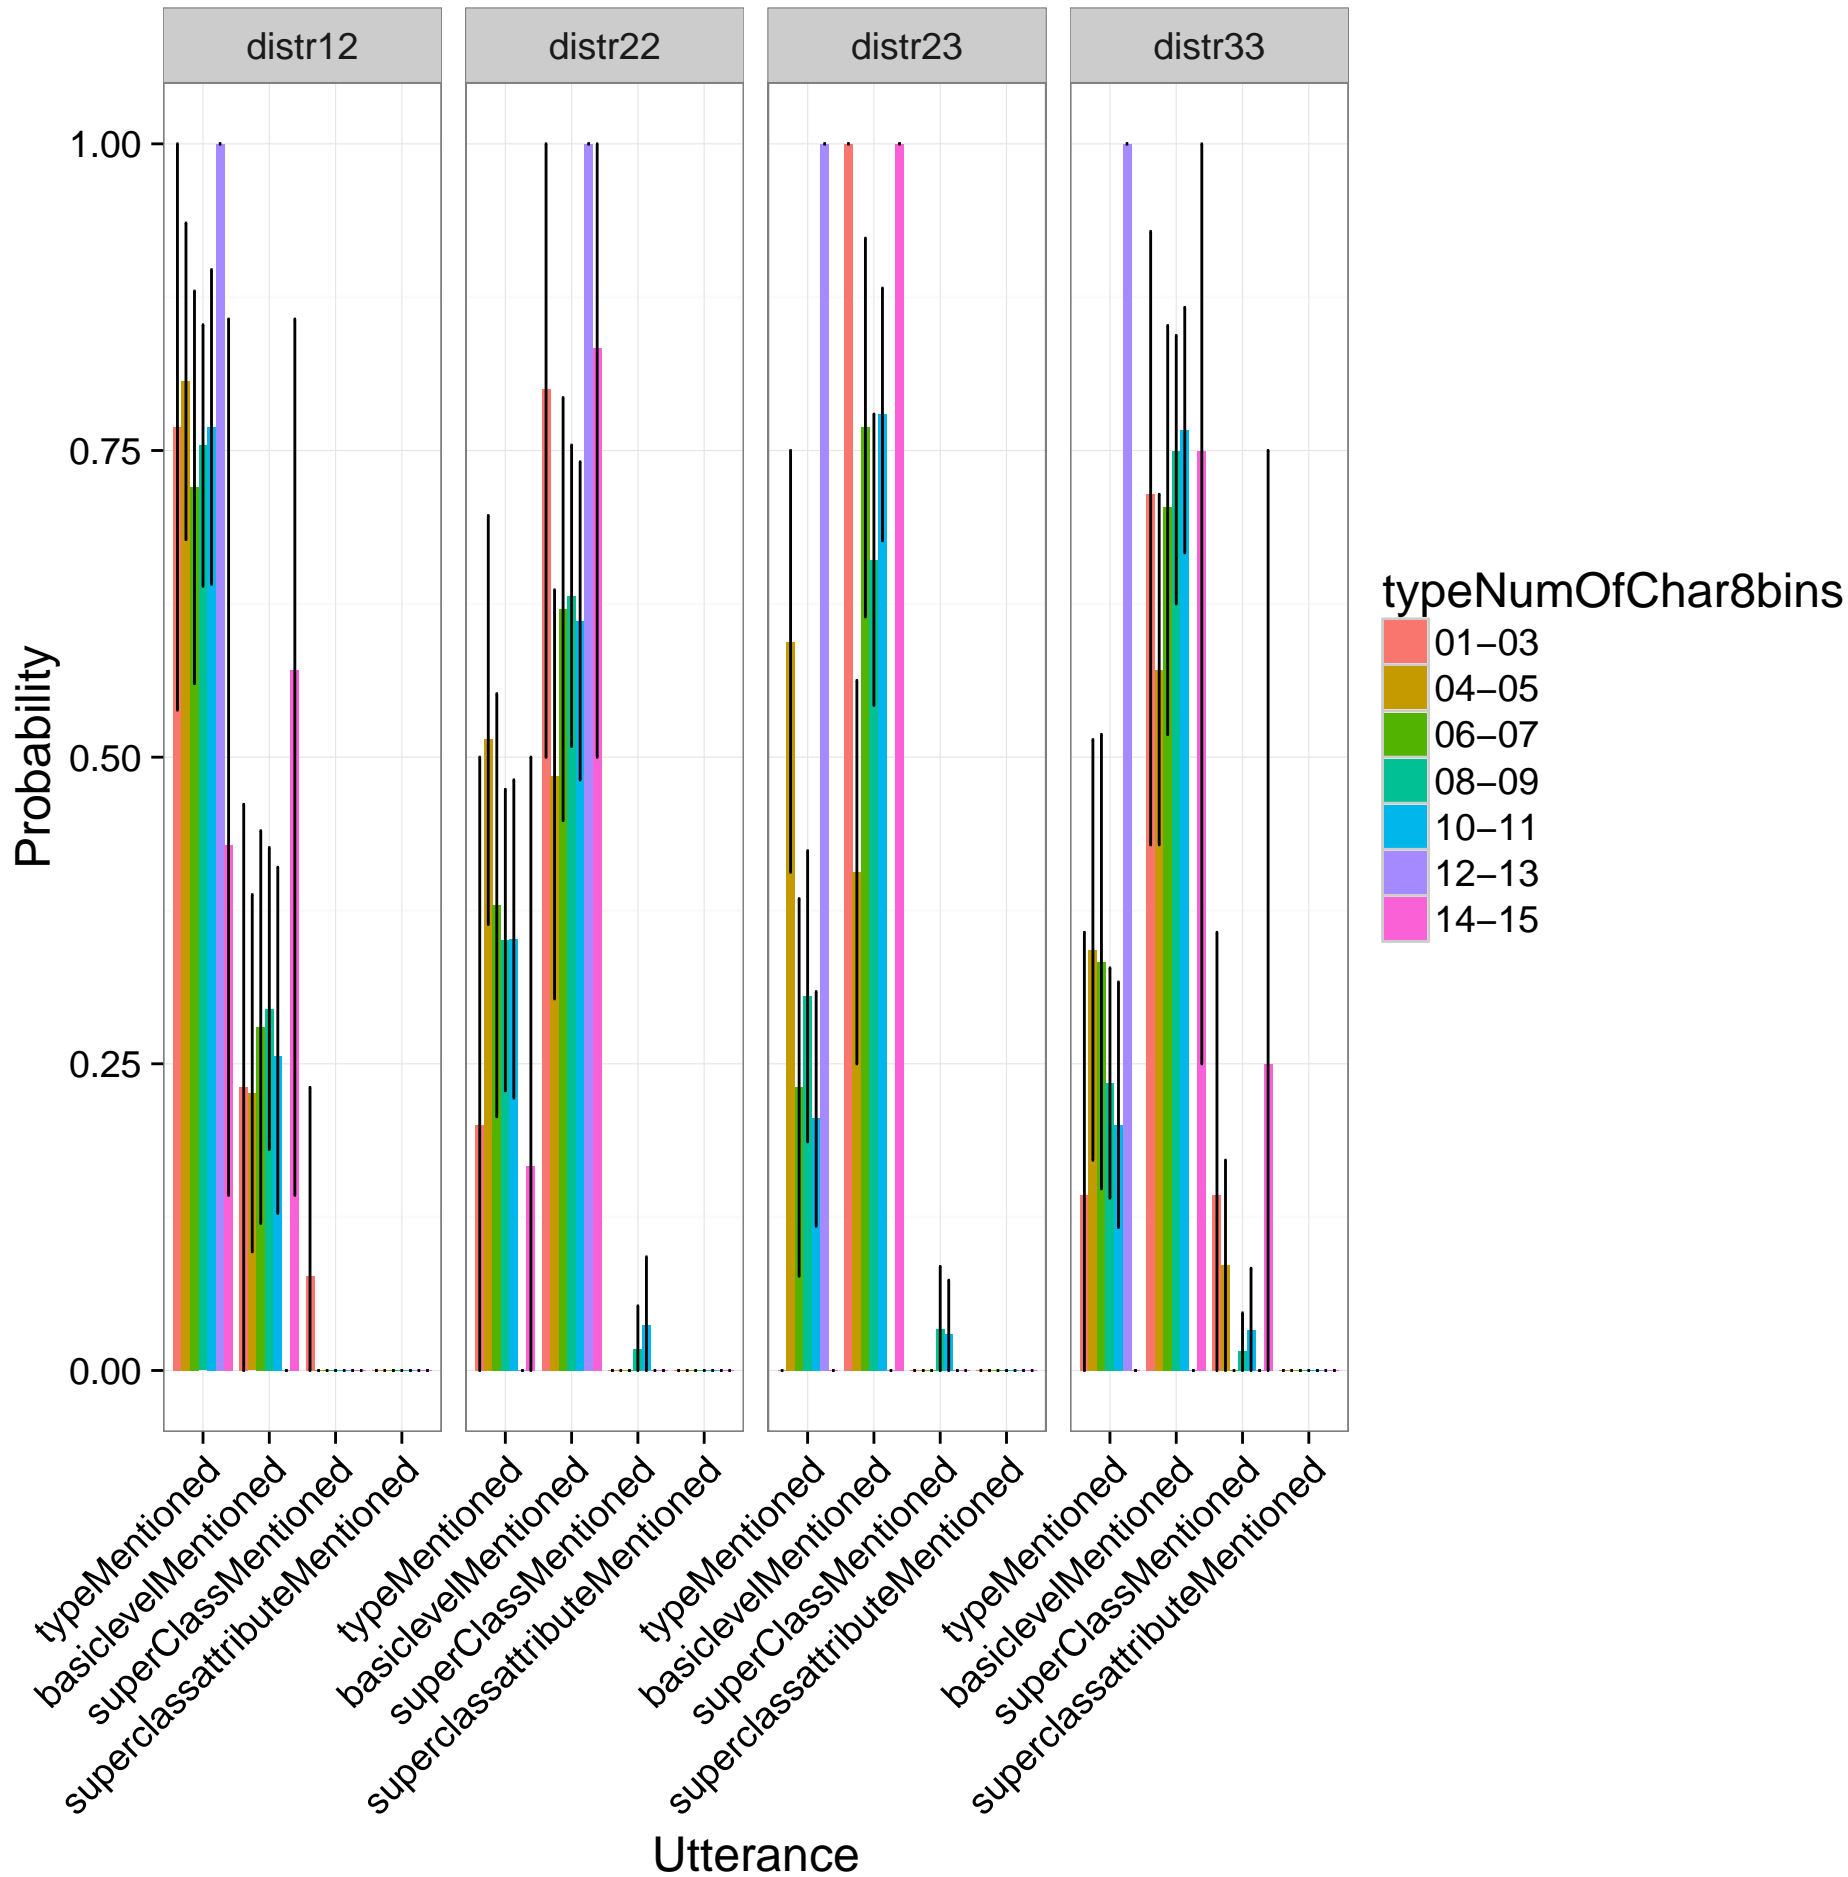 distr12
distr22
distr23
distr33
1.00
0.75
0.50
0.25
0.00
Probability
typeMentioned
basiclevelMentioned
superClassMentioned
superclassattributeMentioned
typeMentioned
basiclevelMentioned
superClassMentioned
superclassattributeMentioned
typeMentioned
basiclevelMentioned
superClassMentioned
superclassattributeMentioned
typeMentioned
basiclevelMentioned
superClassMentioned
superclassattributeMentioned
Utterance
typeNumOfChar8bins
01–03
04–05
06–07
08–09
10–11
12–13
14–15